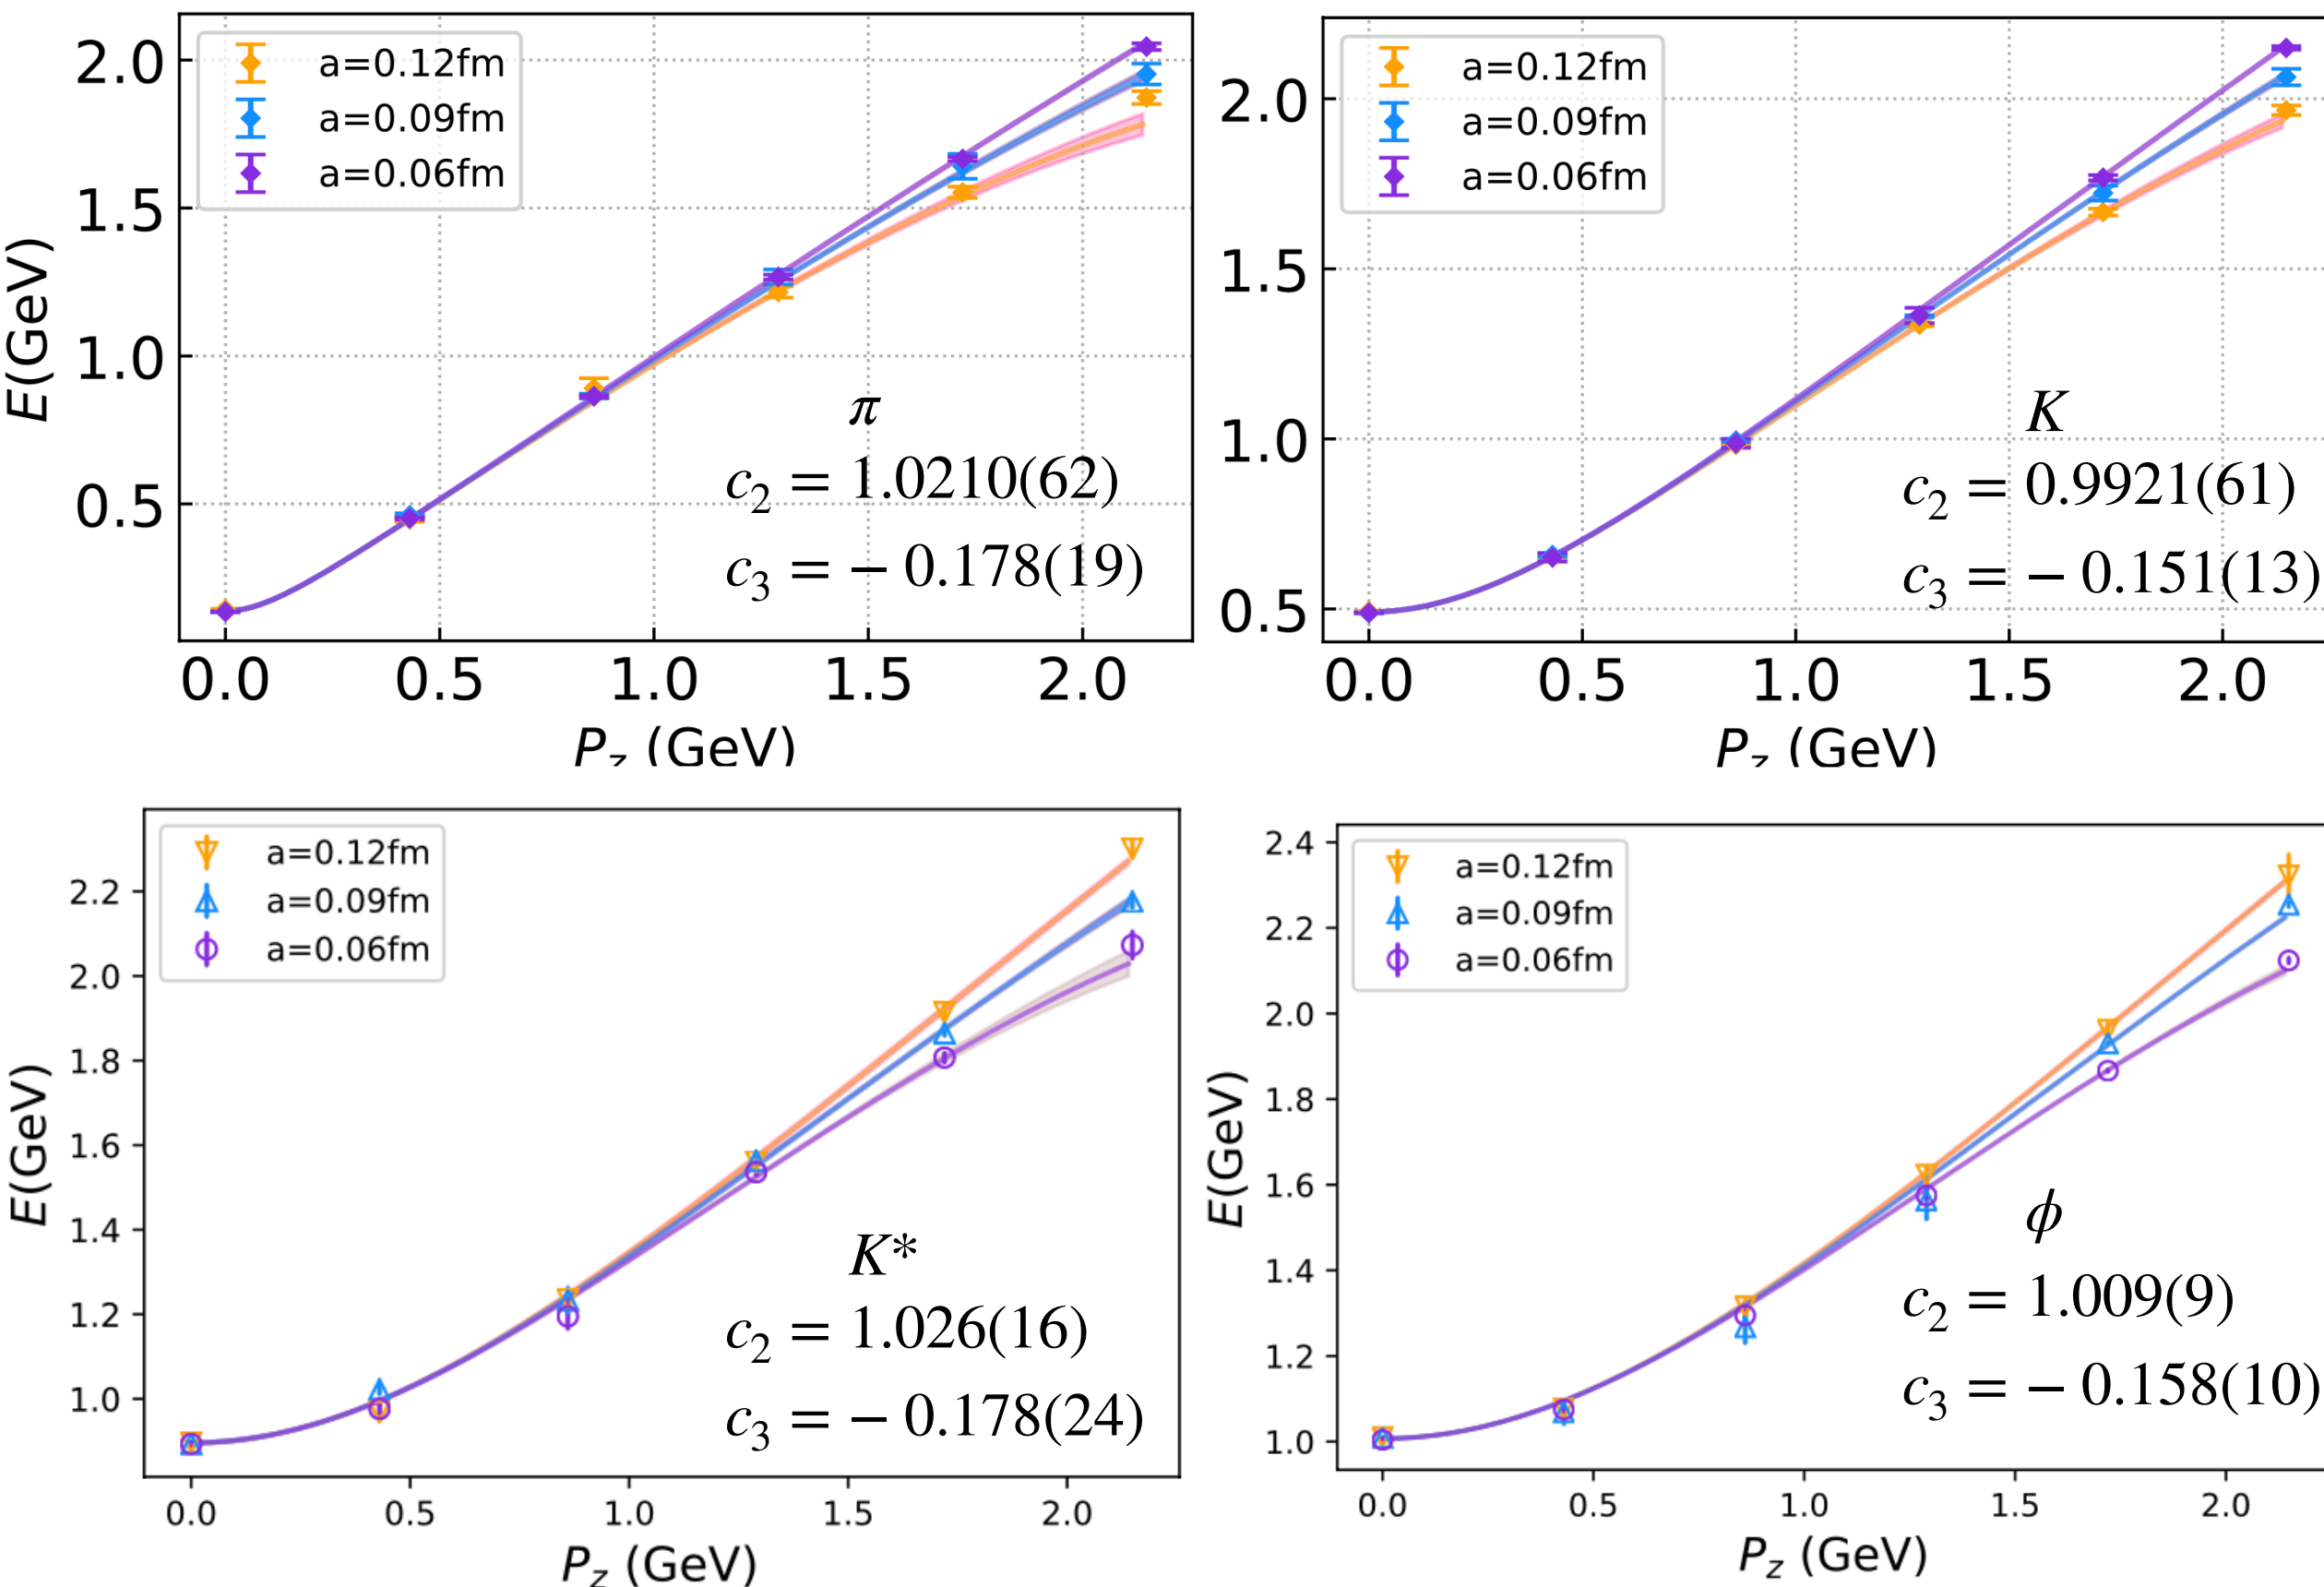 2.0
1.5
1.0
0.5
E(GeV)
a=0.12fm
a=0.09fm
a=0.06fm
π
c₂ = 1.0210(62)
c₃ = − 0.178(19)
0.0 0.5 1.0 1.5 2.0
P_z (GeV)
2.0
1.5
1.0
0.5
a=0.12fm
a=0.09fm
a=0.06fm
K
c₂ = 0.9921(61)
c₃ = − 0.151(13)
0.0 0.5 1.0 1.5 2.0
P_z (GeV)
2.2
2.0
1.8
1.6
1.4
1.2
1.0
E(GeV)
a=0.12fm
a=0.09fm
a=0.06fm
K*
c₂ = 1.026(16)
c₃ = − 0.178(24)
0.0 0.5 1.0 1.5 2.0
P_z (GeV)
2.4
2.2
2.0
1.8
1.6
1.4
1.2
1.0
E(GeV)
a=0.12fm
a=0.09fm
a=0.06fm
ϕ
c₂ = 1.009(9)
c₃ = − 0.158(10)
0.0 0.5 1.0 1.5 2.0
P_z (GeV)